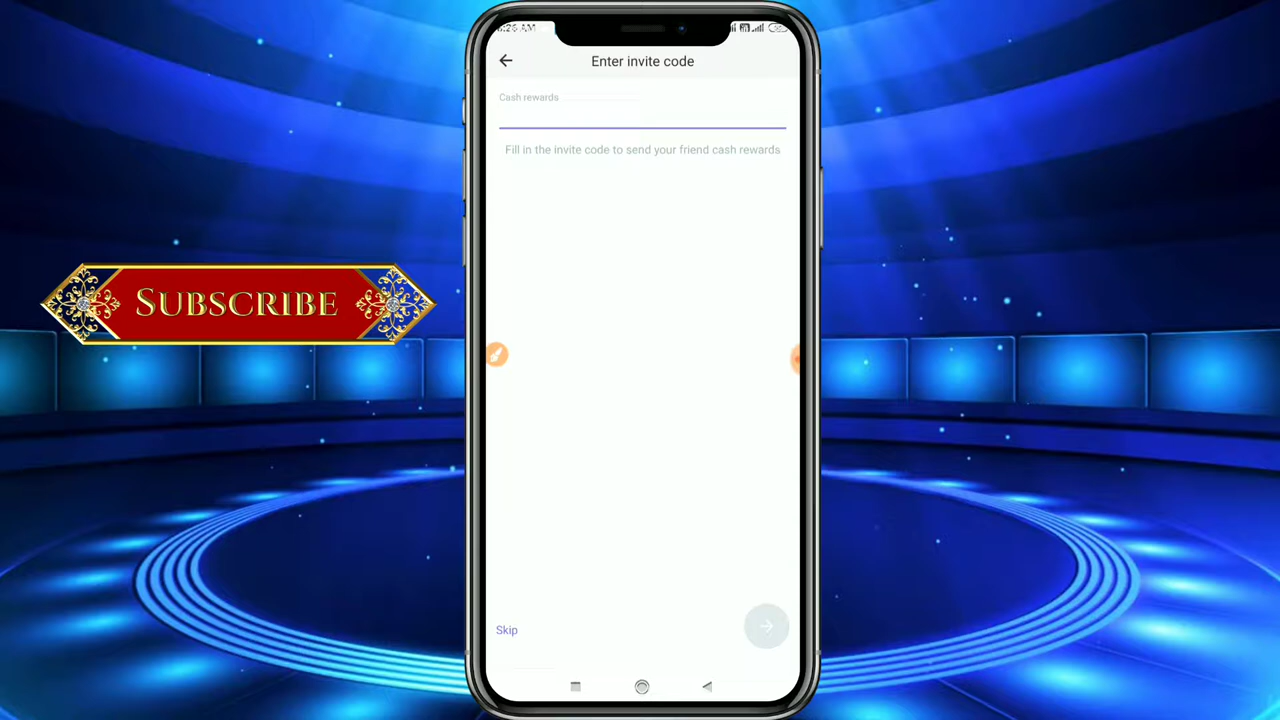 Enter invite code
Cash rewards
Fill in the invite code to send your friend cash rewards
SUBSCRIBE
Skip